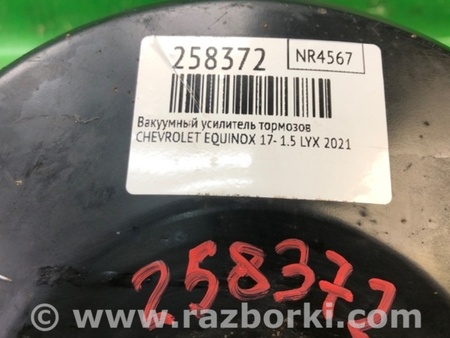 258372
NR4567
Вакуумный усилитель тормозов
CHEVROLET EQUINOX 17- 1.5 LYX 2021
258372
www.razborki.com